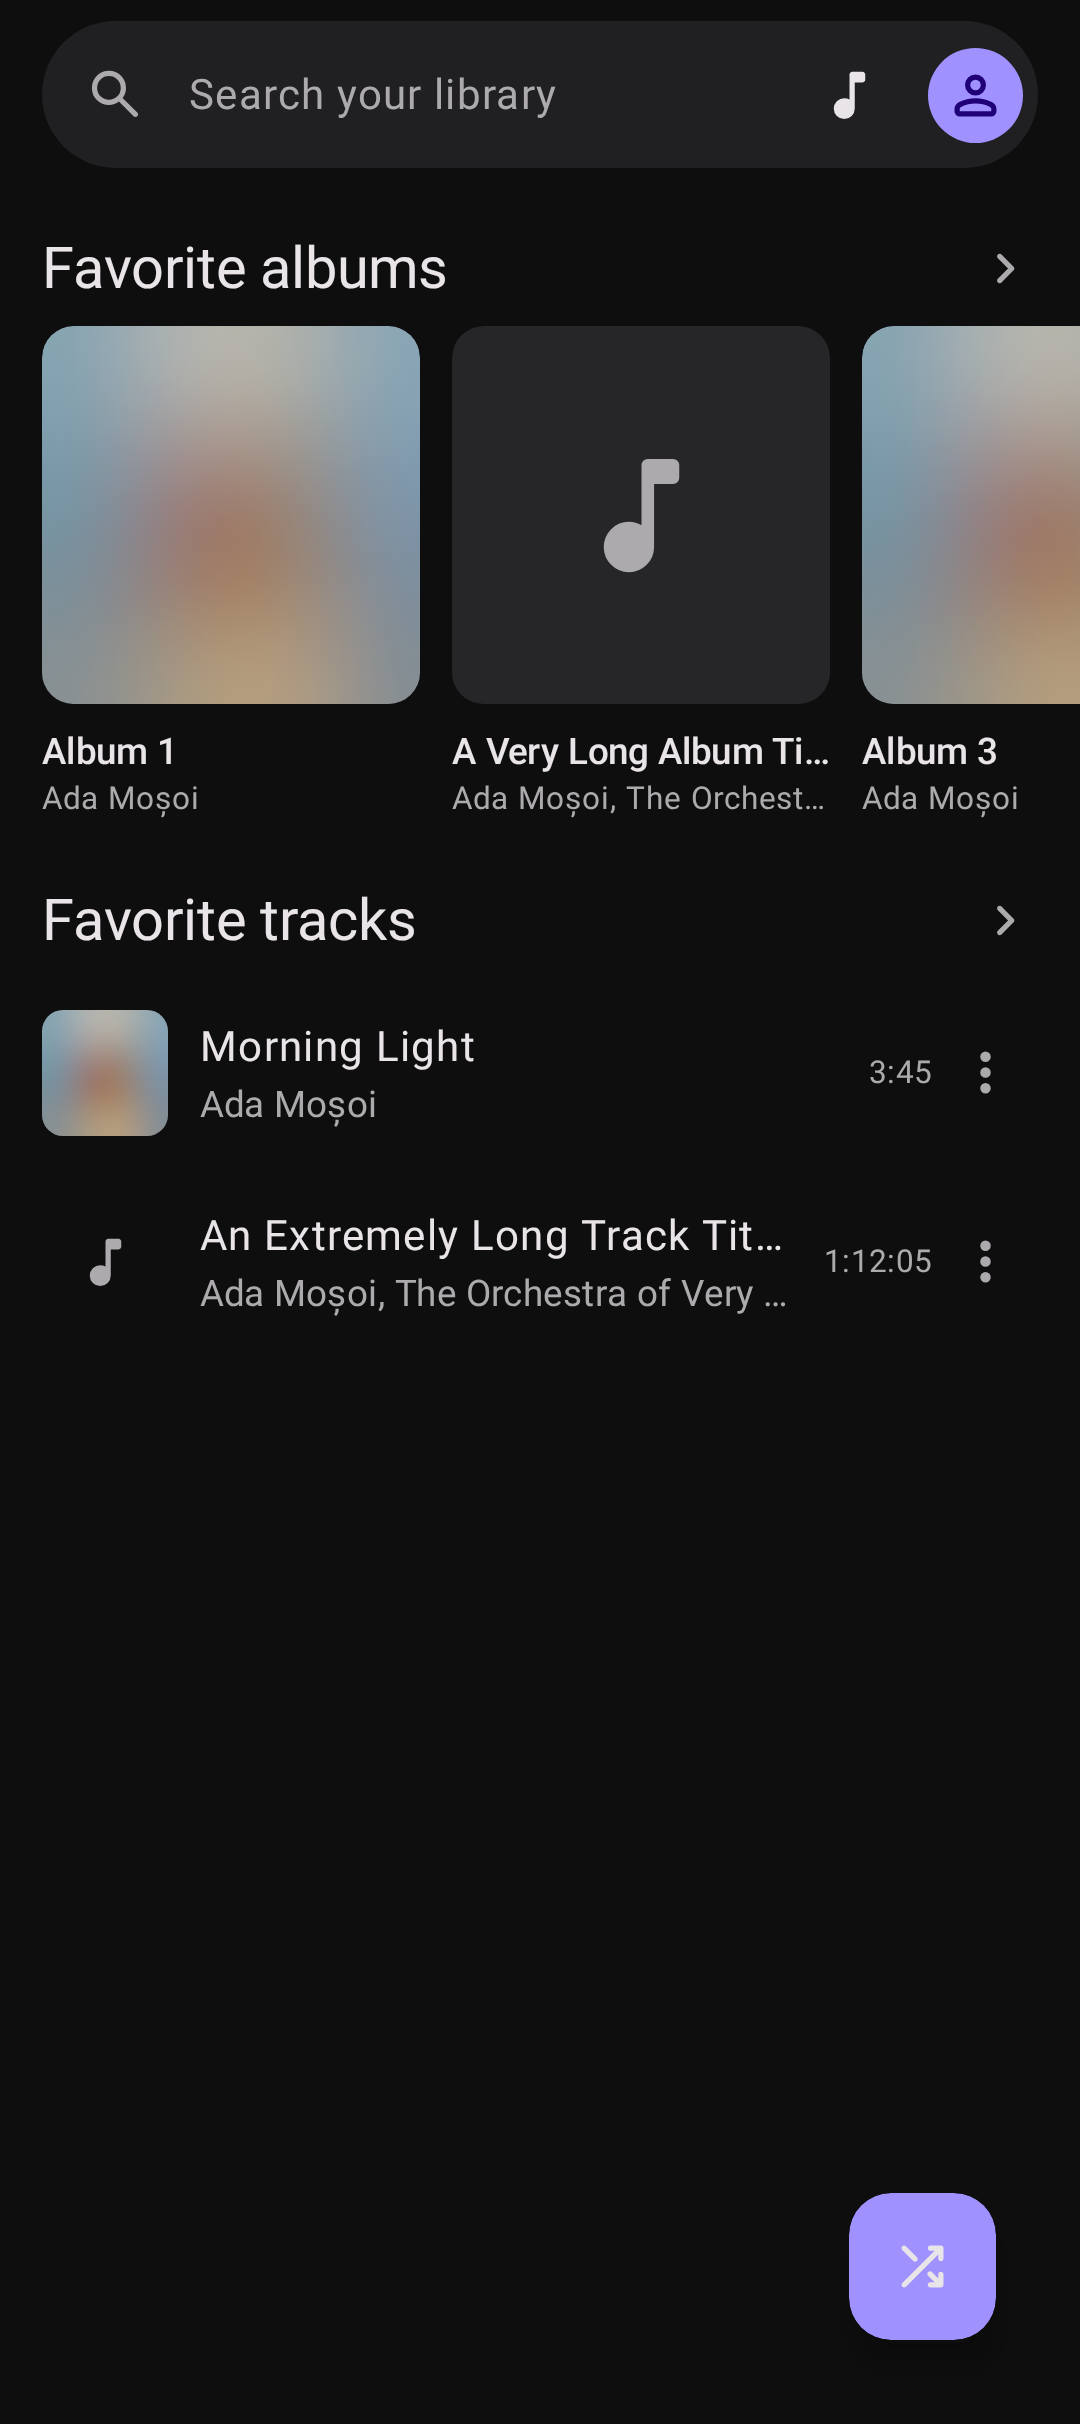 Search your library
Favorite albums
Album 1
Ada Moșoi
A Very Long Album Ti…
Ada Moșoi, The Orchest…
Album 3
Ada Moșoi
Favorite tracks
Morning Light
Ada Moșoi
3:45
An Extremely Long Track Tit…
Ada Moșoi, The Orchestra of Very …
1:12:05